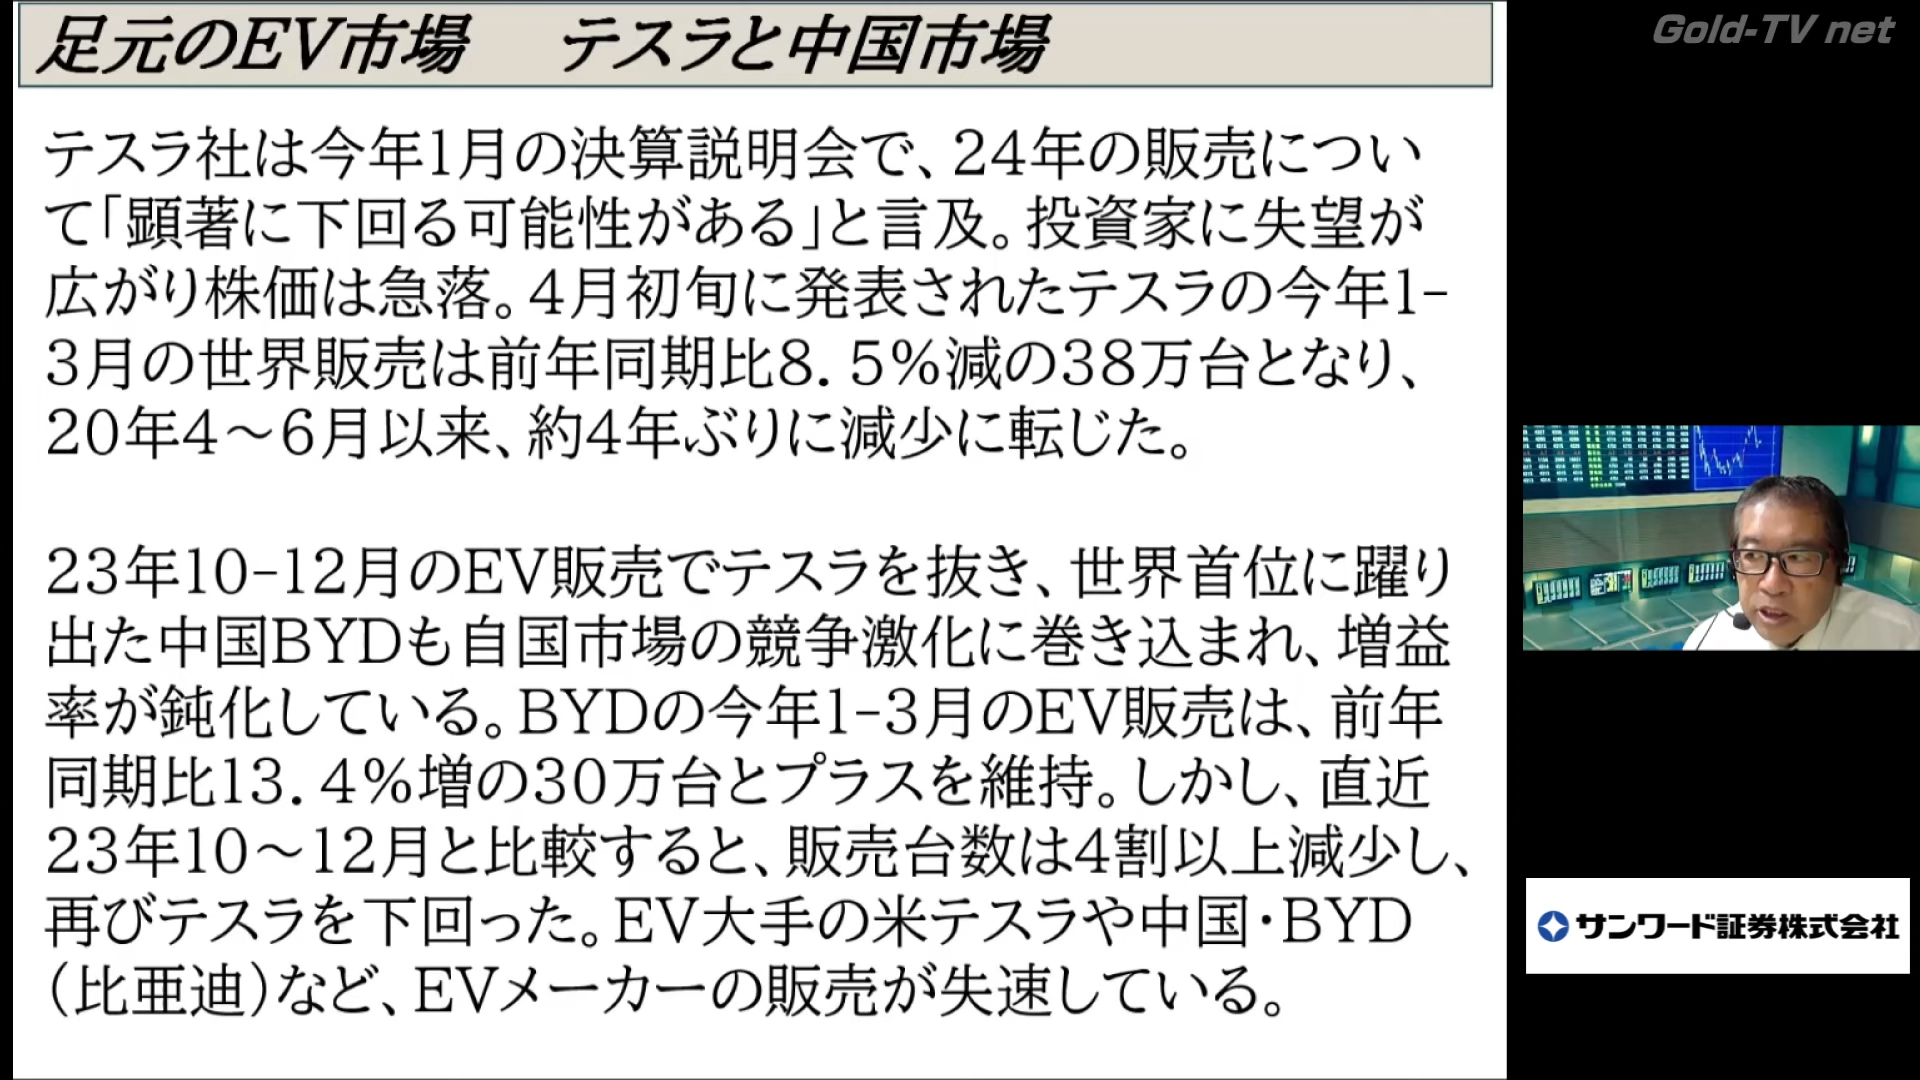 足元のEV市場　テスラと中国市場
Gold-TV net
テスラ社は今年1月の決算説明会で、24年の販売につい
て「顕著に下回る可能性がある」と言及。投資家に失望が
広がり株価は急落。4月初旬に発表されたテスラの今年1-
3月の世界販売は前年同期比8．5%減の38万台となり、
20年4～6月以来、約4年ぶりに減少に転じた。
23年10-12月のEV販売でテスラを抜き、世界首位に躍り
出た中国BYDも自国市場の競争激化に巻き込まれ、増益
率が鈍化している。BYDの今年1-3月のEV販売は、前年
同期比13．4%増の30万台とプラスを維持。しかし、直近
23年10～12月と比較すると、販売台数は4割以上減少し、
再びテスラを下回った。EV大手の米テスラや中国・BYD
（比亜迪）など、EVメーカーの販売が失速している。
サンワード証券株式会社